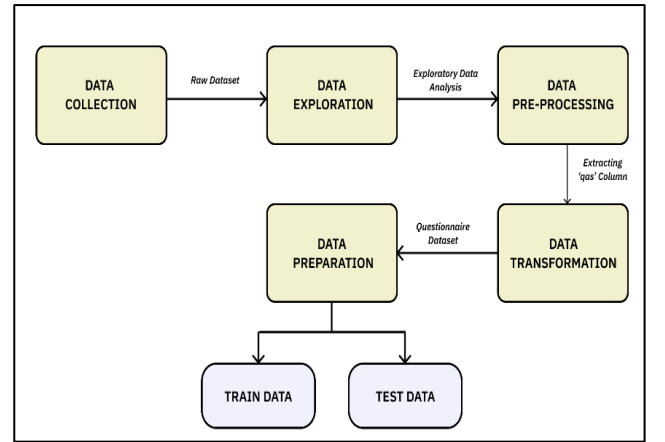 DATA
COLLECTION
Raw Dataset
DATA
EXPLORATION
Exploratory Data
Analysis
DATA
PRE-PROCESSING
Extracting
'qas' Column
DATA
TRANSFORMATION
Questionnaire
Dataset
DATA
PREPARATION
TRAIN DATA
TEST DATA